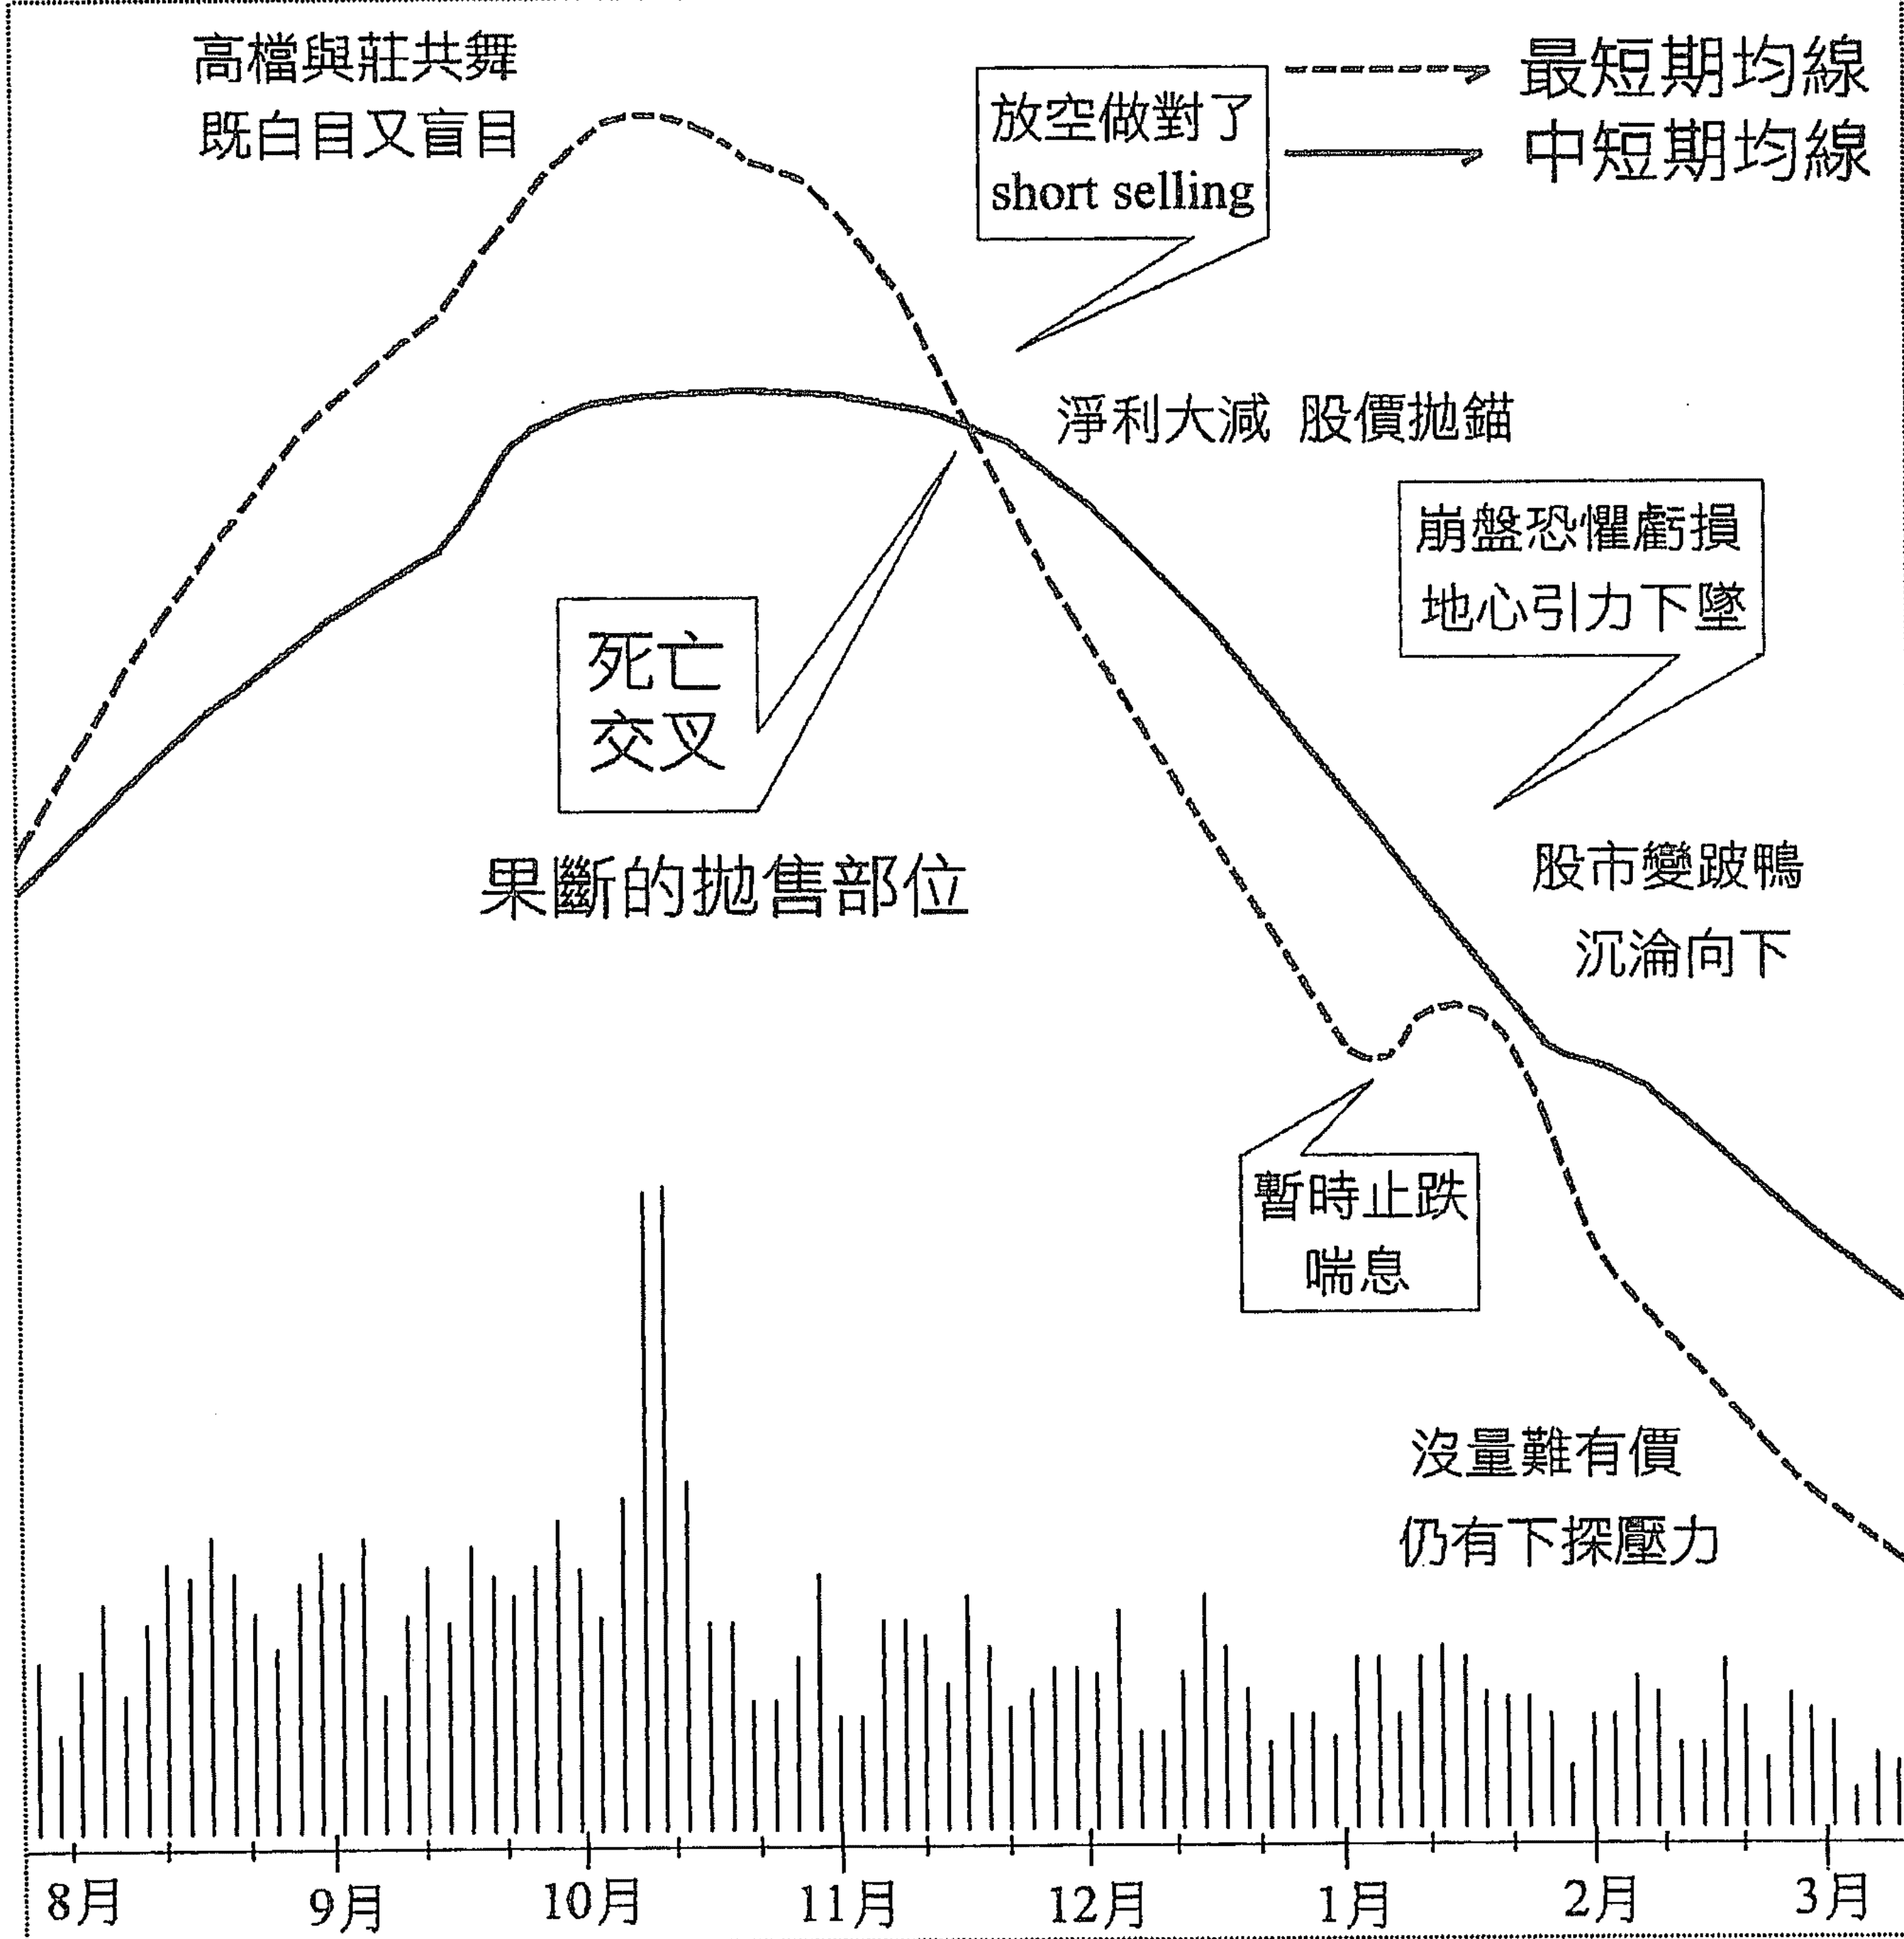 高檔與莊共舞
既白目又盲目
放空做對了
short selling
最短期均線
中短期均線
淨利大減 股價拋錨
崩盤恐懼虧損
地心引力下墜
死亡
交叉
果斷的拋售部位
股市變跛鴨
沉淪向下
暫時止跌
喘息
沒量難有價
仍有下探壓力
8月 9月 10月 11月 12月 1月 2月 3月